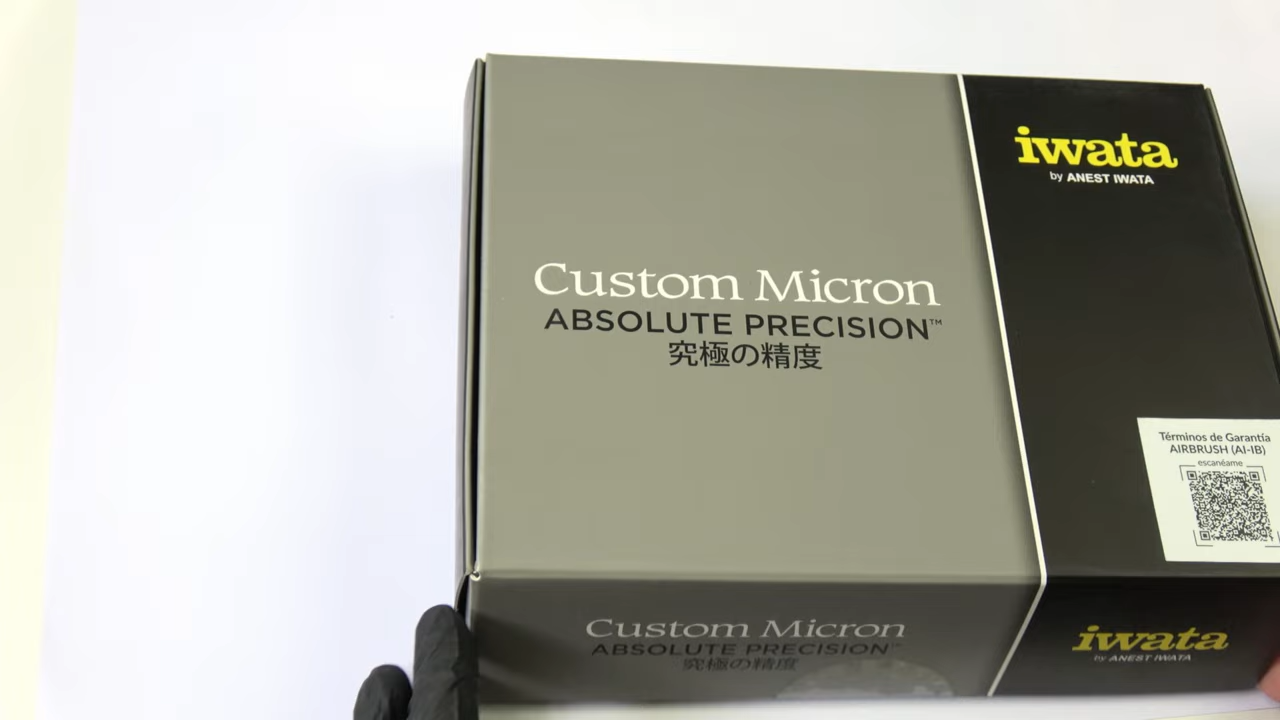 iwata
by ANEST IWATA
Custom Micron
ABSOLUTE PRECISION™
究極の精度
Términos de Garantía
AIRBRUSH (AI-IB)
escanéame
Custom Micron
ABSOLUTE PRECISION™
究極の精度
iwata
by ANEST IWATA